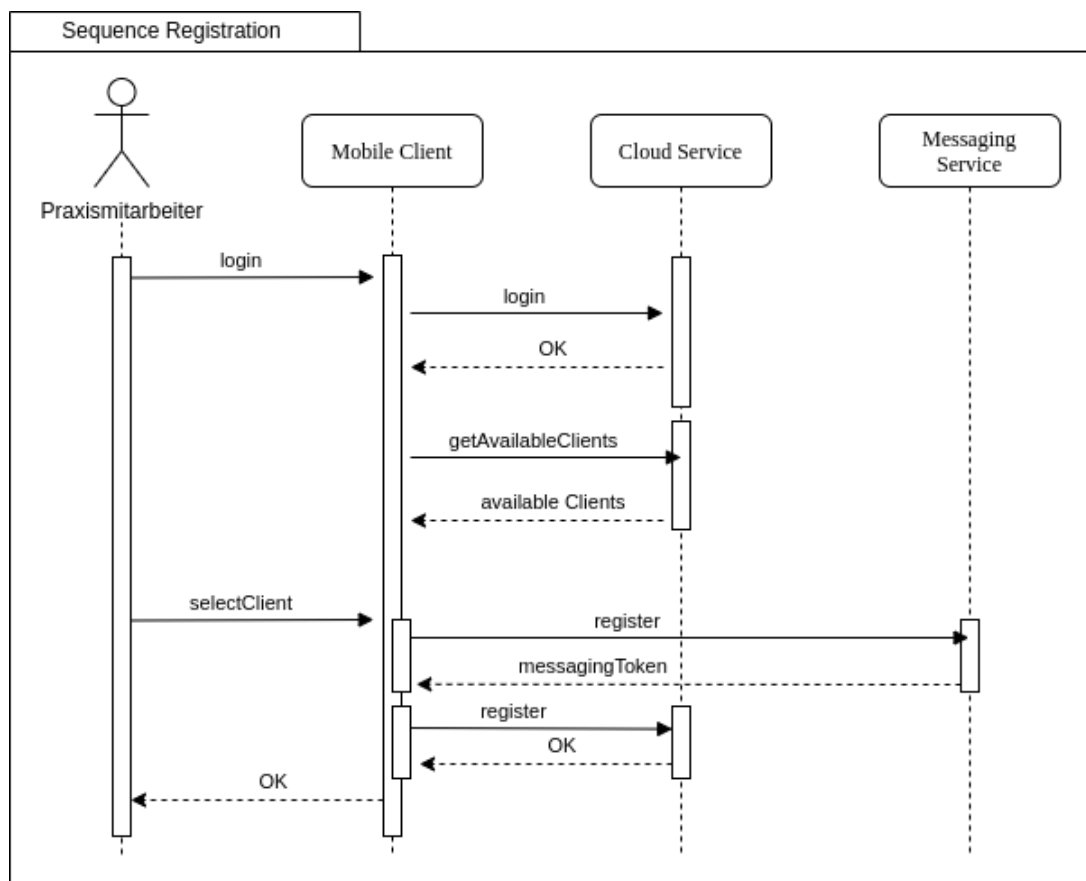 Sequence Registration
Praxismitarbeiter
Mobile Client
Cloud Service
Messaging
Service
login
login
OK
getAvailableClients
available Clients
selectClient
register
messagingToken
register
OK
OK